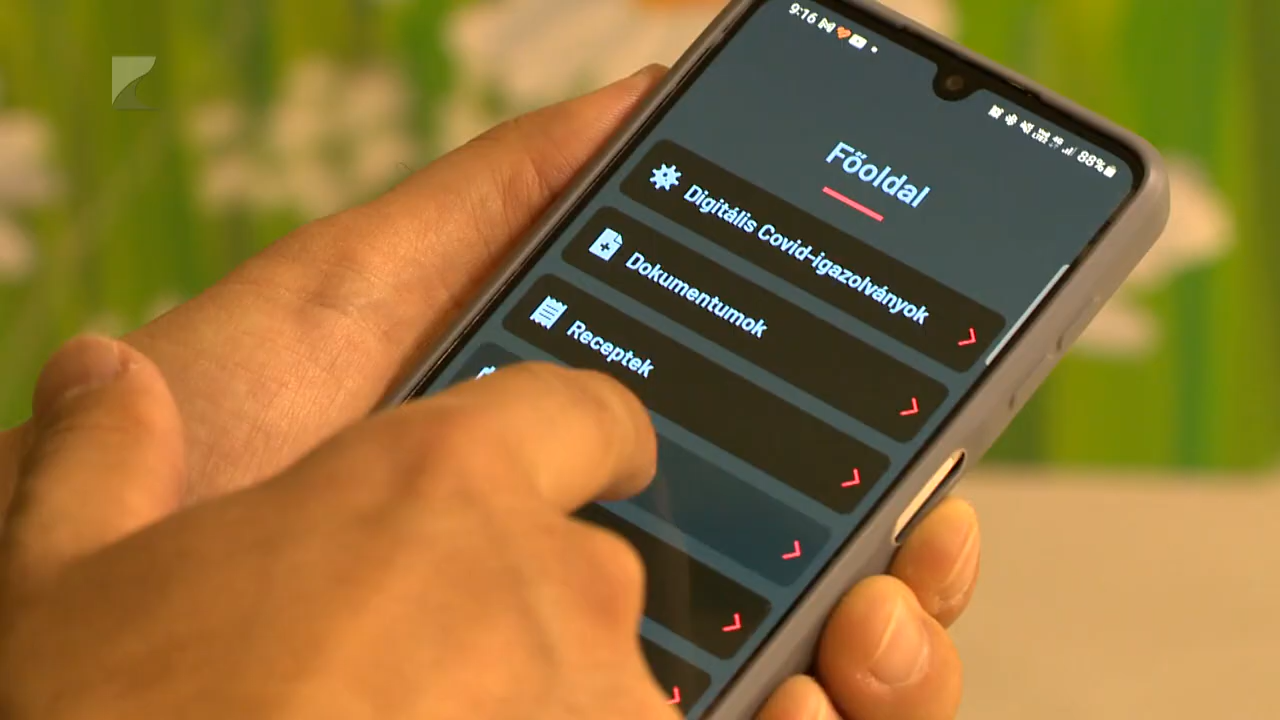 9:16
88%
Főoldal
Digitális Covid-igazolványok
Dokumentumok
Receptek